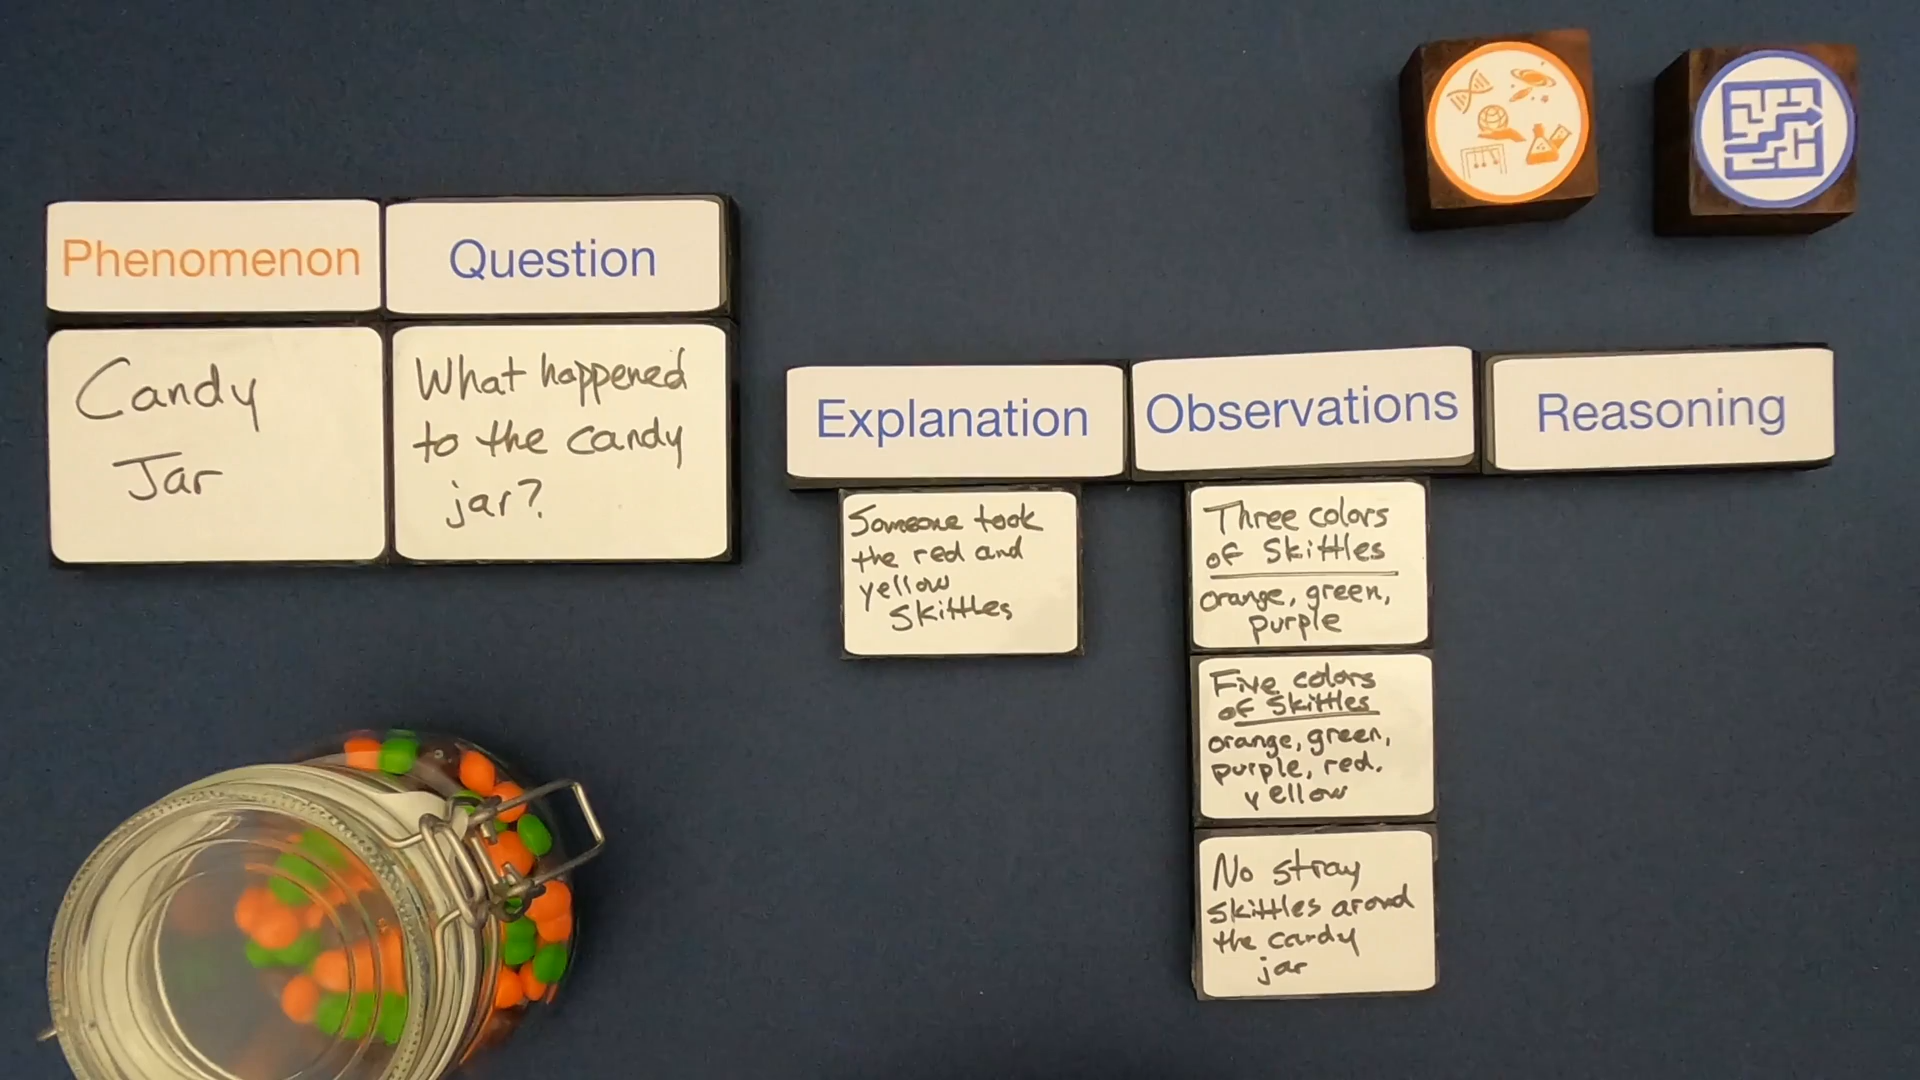 Phenomenon
Question
Candy
Jar
What happened
to the candy
jar?
Explanation
Observations
Reasoning
Someone took
the red and
yellow
Skittles
Three colors
of Skittles
orange, green,
purple
Five colors
of Skittles
orange, green,
purple, red,
yellow
No stray
skittles around
the candy
jar